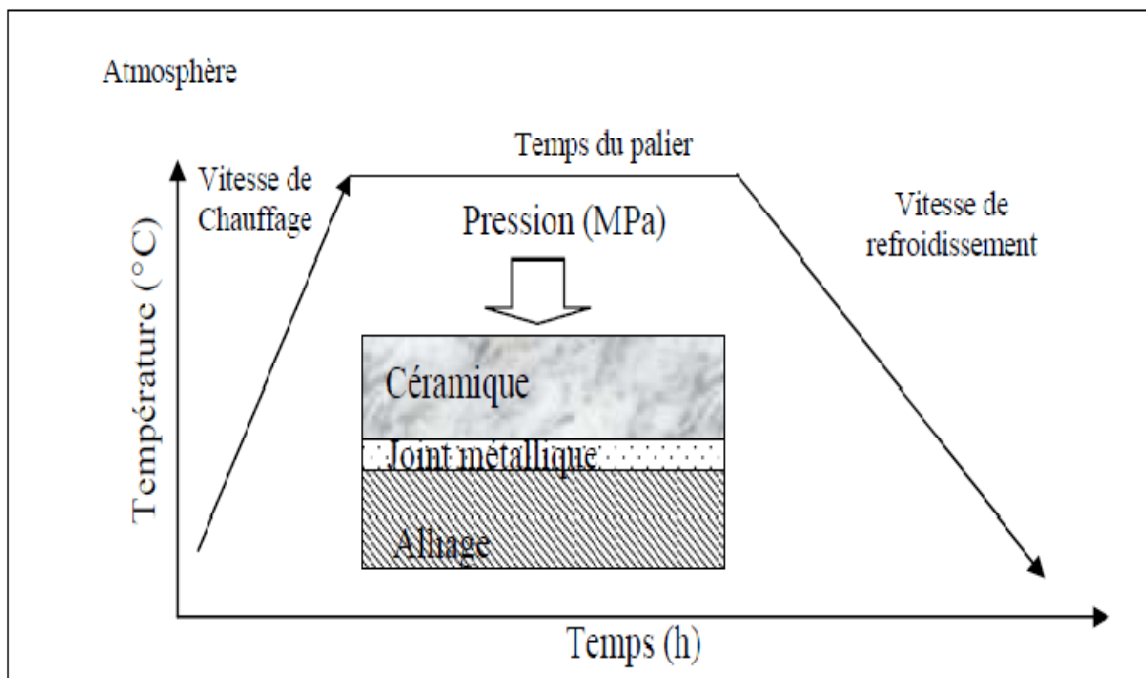 Atmosphère
Temps du palier
Vitesse de
Chauffage
Pression (MPa)
Vitesse de
refroidissement
Température (°C)
Céramique
Joint métallique
Alliage
Temps (h)